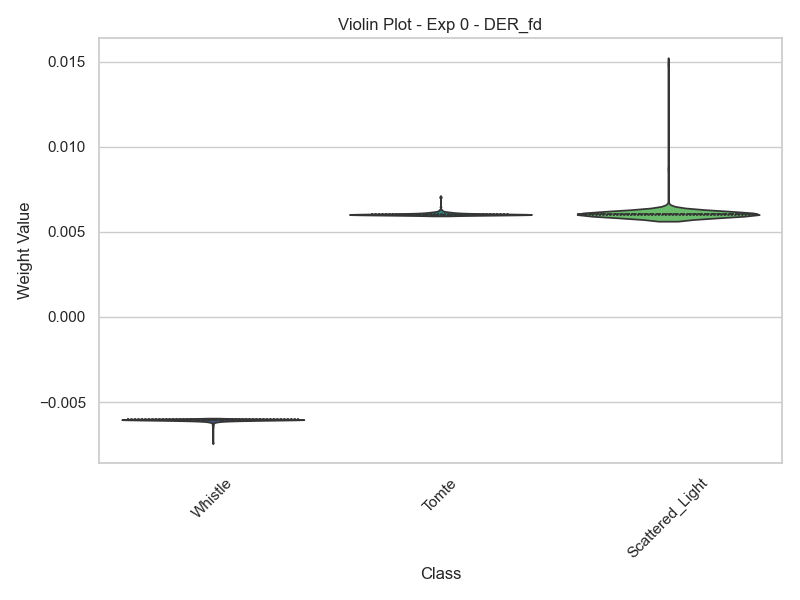 Violin Plot - Exp 0 - DER_fd
0.015
0.010
0.005
0.000
−0.005
Weight Value
Whistle
Tomte
Scattered_Light
Class